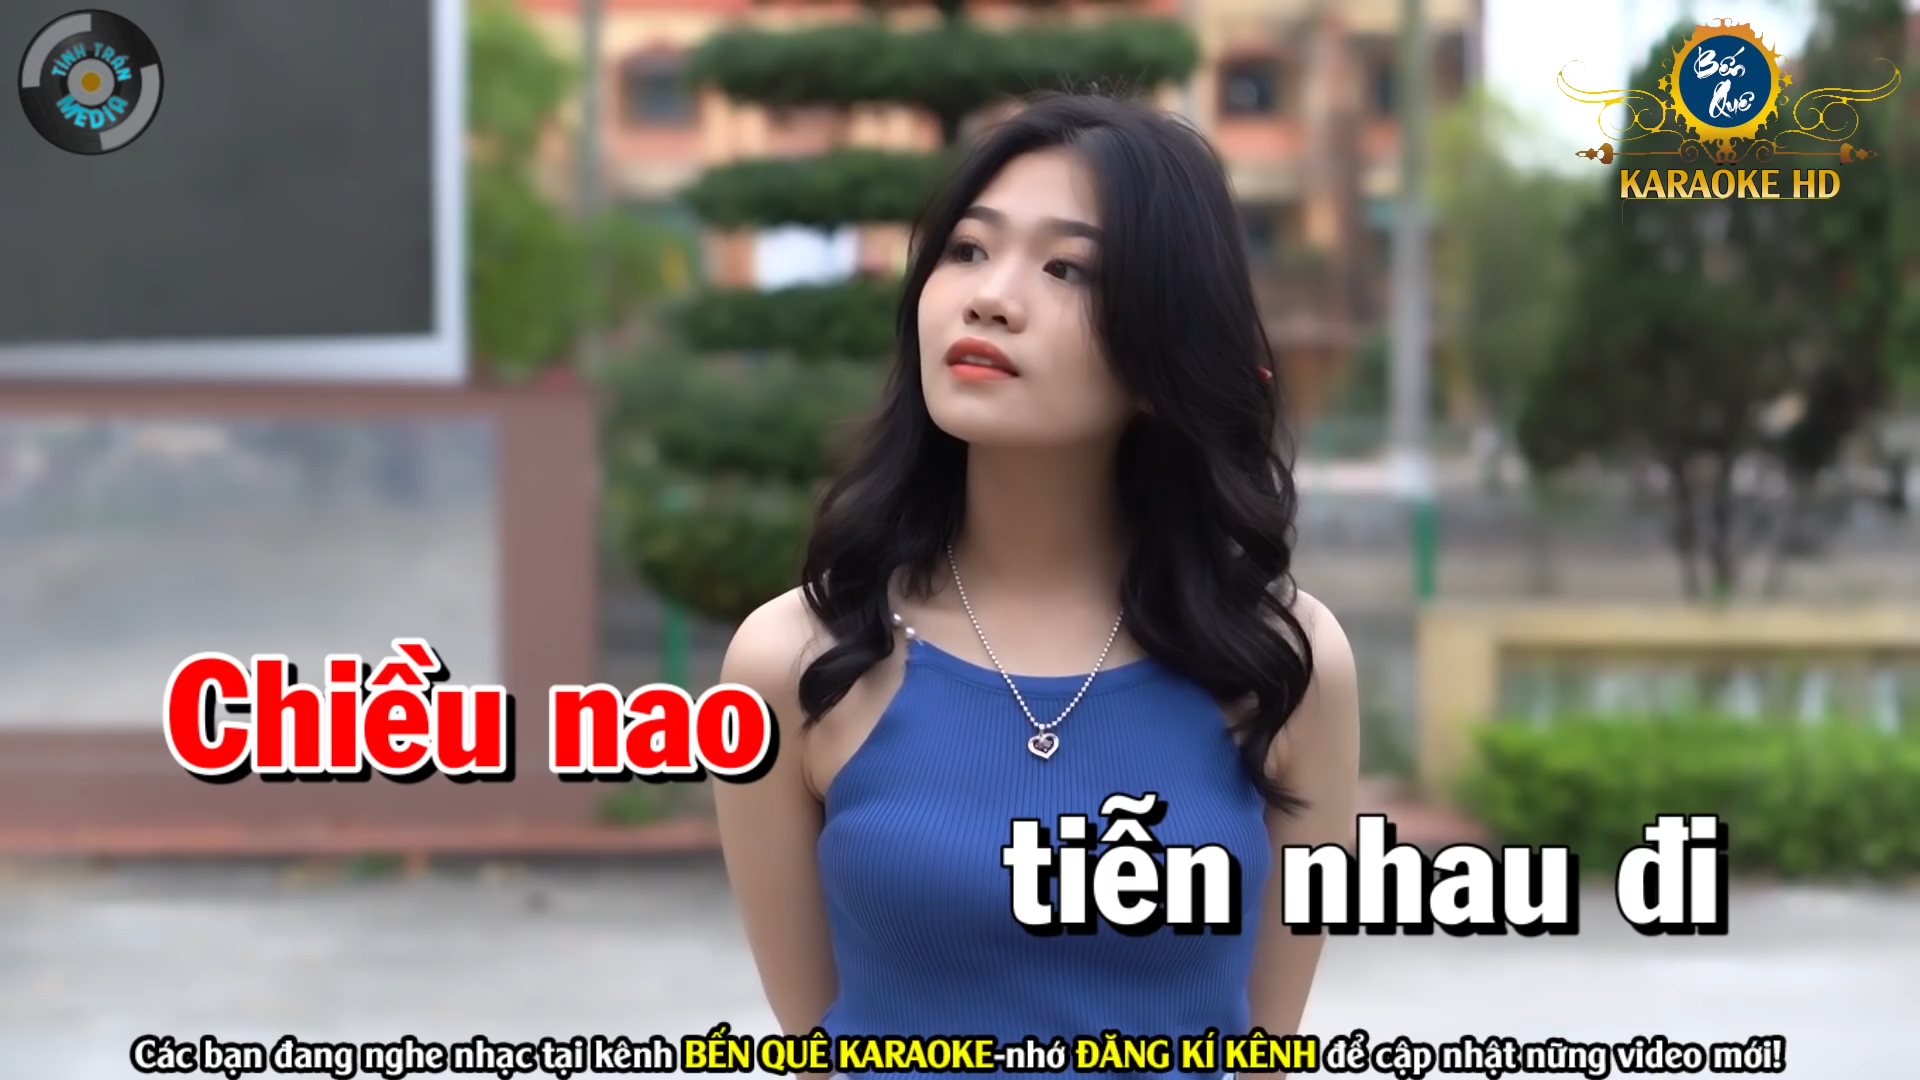 TÌNH TRẦN
MEDIA
Bến
Quê
KARAOKE HD
Chiều nao
tiễn nhau đi
Các bạn đang nghe nhạc tại kênh BẾN QUÊ KARAOKE-nhớ ĐĂNG KÍ KÊNH để cập nhật nững video mới!